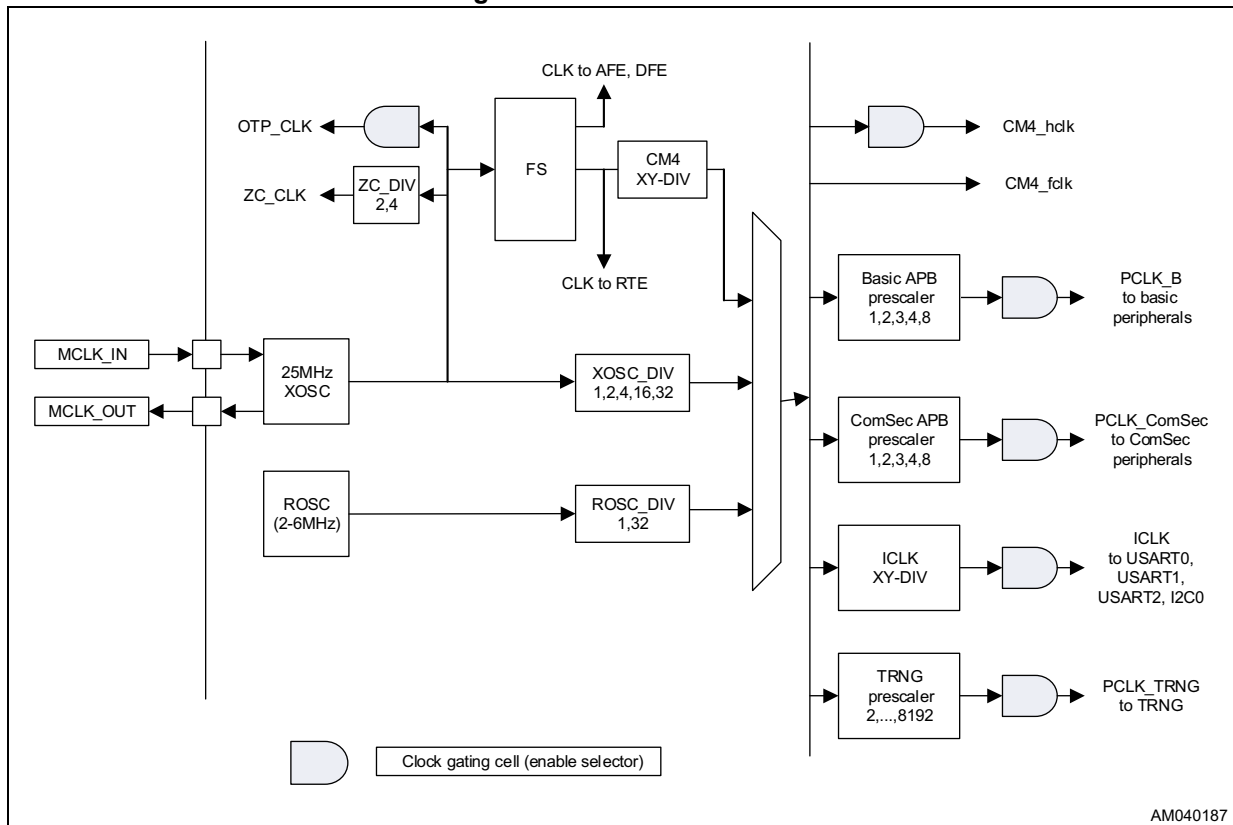 CLK to AFE, DFE
OTP_CLK
ZC_CLK
ZC_DIV
2,4
FS
CM4
XY-DIV
CLK to RTE
CM4_hclk
CM4_fclk
Basic APB
prescaler
1,2,3,4,8
PCLK_B
to basic
peripherals
MCLK_IN
MCLK_OUT
25MHz
XOSC
XOSC_DIV
1,2,4,16,32
ComSec APB
prescaler
1,2,3,4,8
PCLK_ComSec
to ComSec
peripherals
ROSC
(2-6MHz)
ROSC_DIV
1,32
ICLK
XY-DIV
ICLK
to USART0,
USART1,
USART2, I2C0
TRNG
prescaler
2,...,8192
PCLK_TRNG
to TRNG
Clock gating cell (enable selector)
AM040187